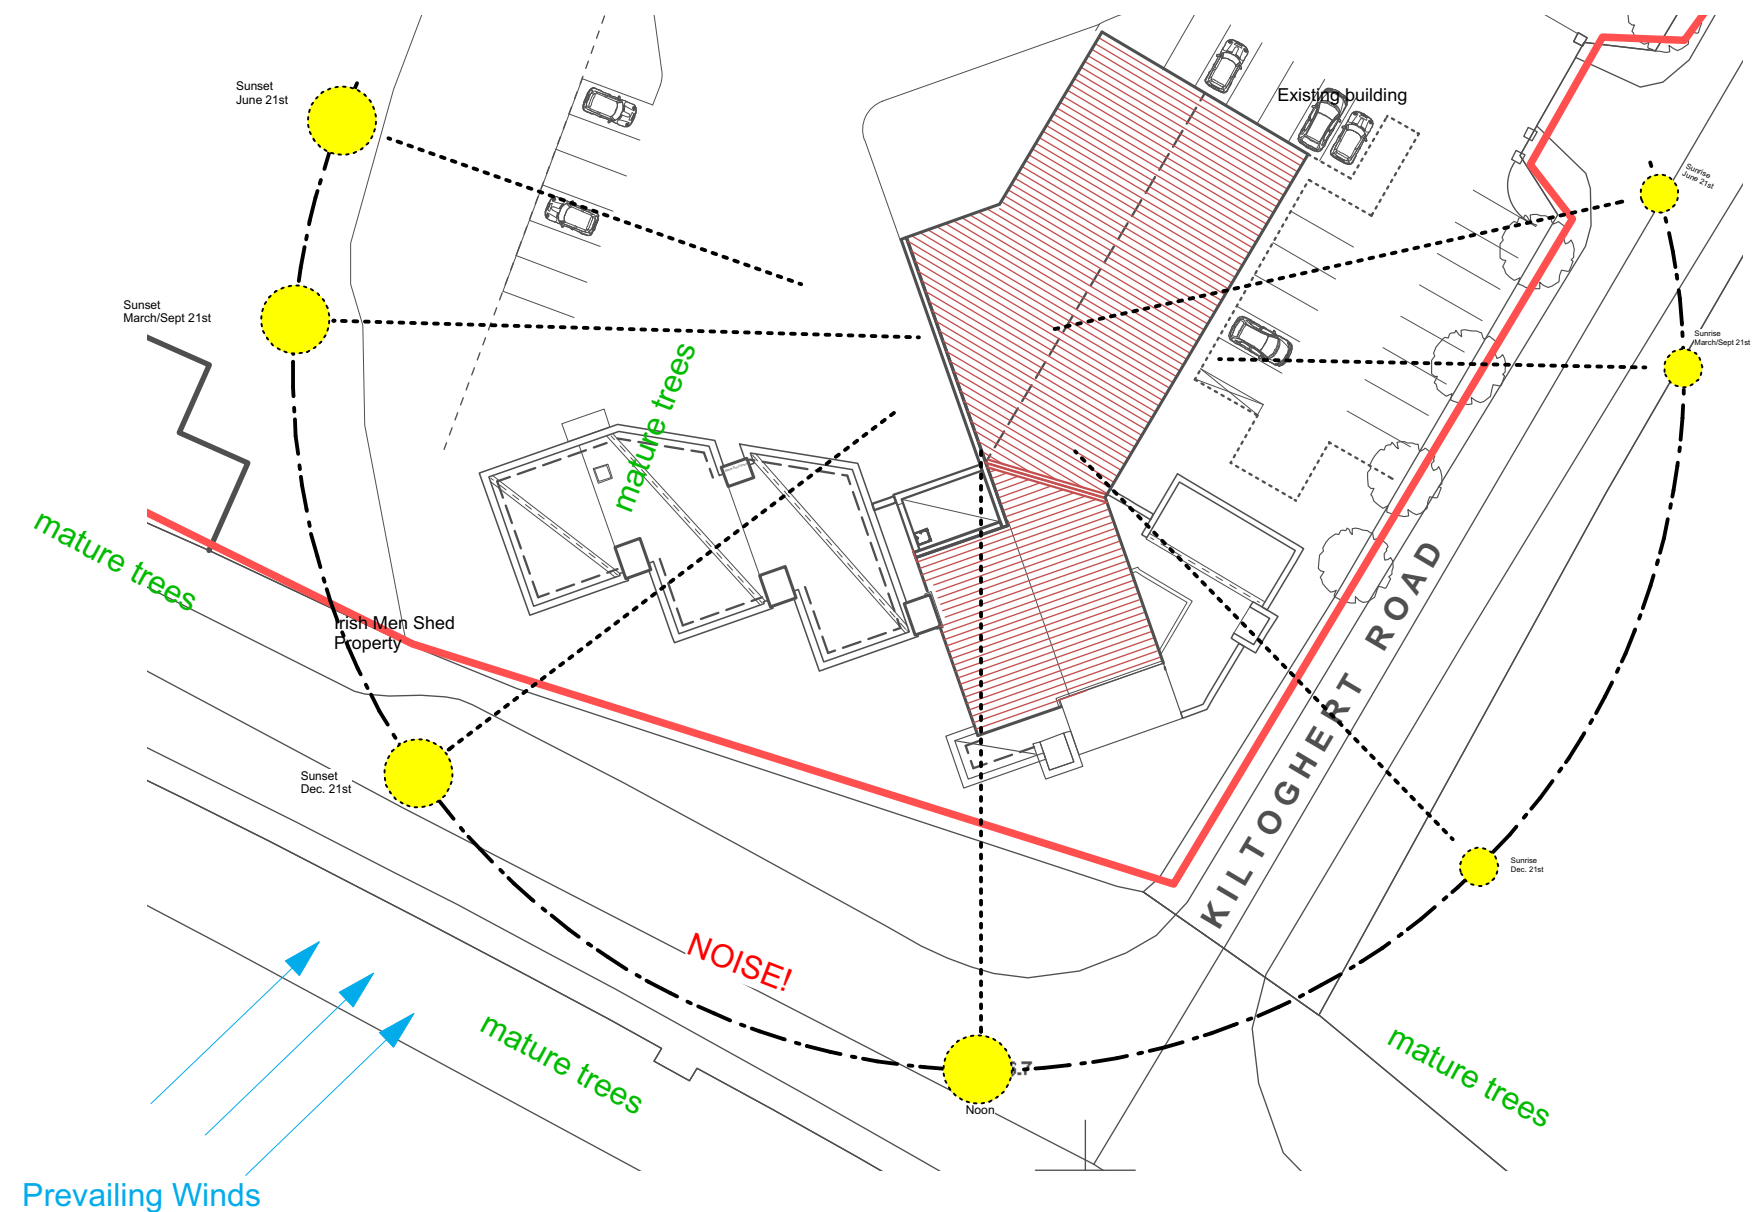 Sunset
June 21st
Existing building
Sunrise
June 21st
Sunset
March/Sept 21st
Sunrise
March/Sept 21st
mature trees
mature trees
Irish Men Shed
Property
KILTOGHERT ROAD
Sunset
Dec. 21st
Sunrise
Dec. 21st
NOISE!
mature trees
mature trees
Noon
Prevailing Winds